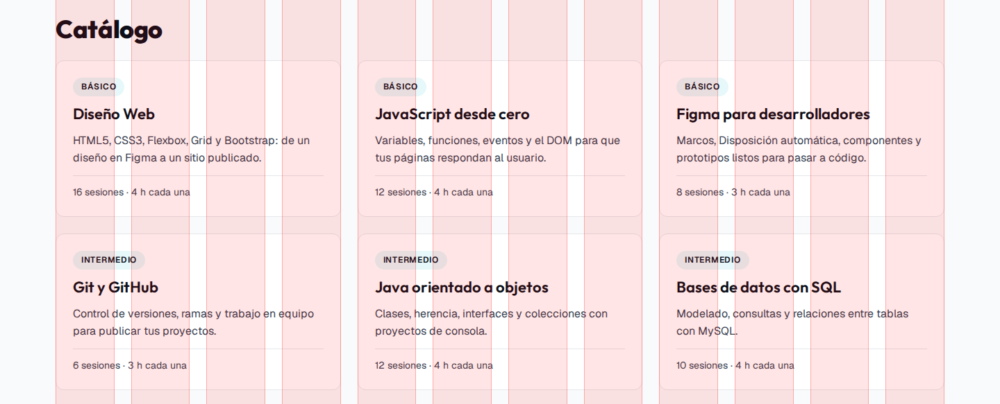 Catálogo
BÁSICO
Diseño Web
HTML5, CSS3, Flexbox, Grid y Bootstrap: de un
diseño en Figma a un sitio publicado.
16 sesiones · 4 h cada una
BÁSICO
JavaScript desde cero
Variables, funciones, eventos y el DOM para que
tus páginas respondan al usuario.
12 sesiones · 4 h cada una
BÁSICO
Figma para desarrolladores
Marcos, Disposición automática, componentes y
prototipos listos para pasar a código.
8 sesiones · 3 h cada una
INTERMEDIO
Git y GitHub
Control de versiones, ramas y trabajo en equipo
para publicar tus proyectos.
6 sesiones · 3 h cada una
INTERMEDIO
Java orientado a objetos
Clases, herencia, interfaces y colecciones con
proyectos de consola.
12 sesiones · 4 h cada una
INTERMEDIO
Bases de datos con SQL
Modelado, consultas y relaciones entre tablas
con MySQL.
10 sesiones · 4 h cada una